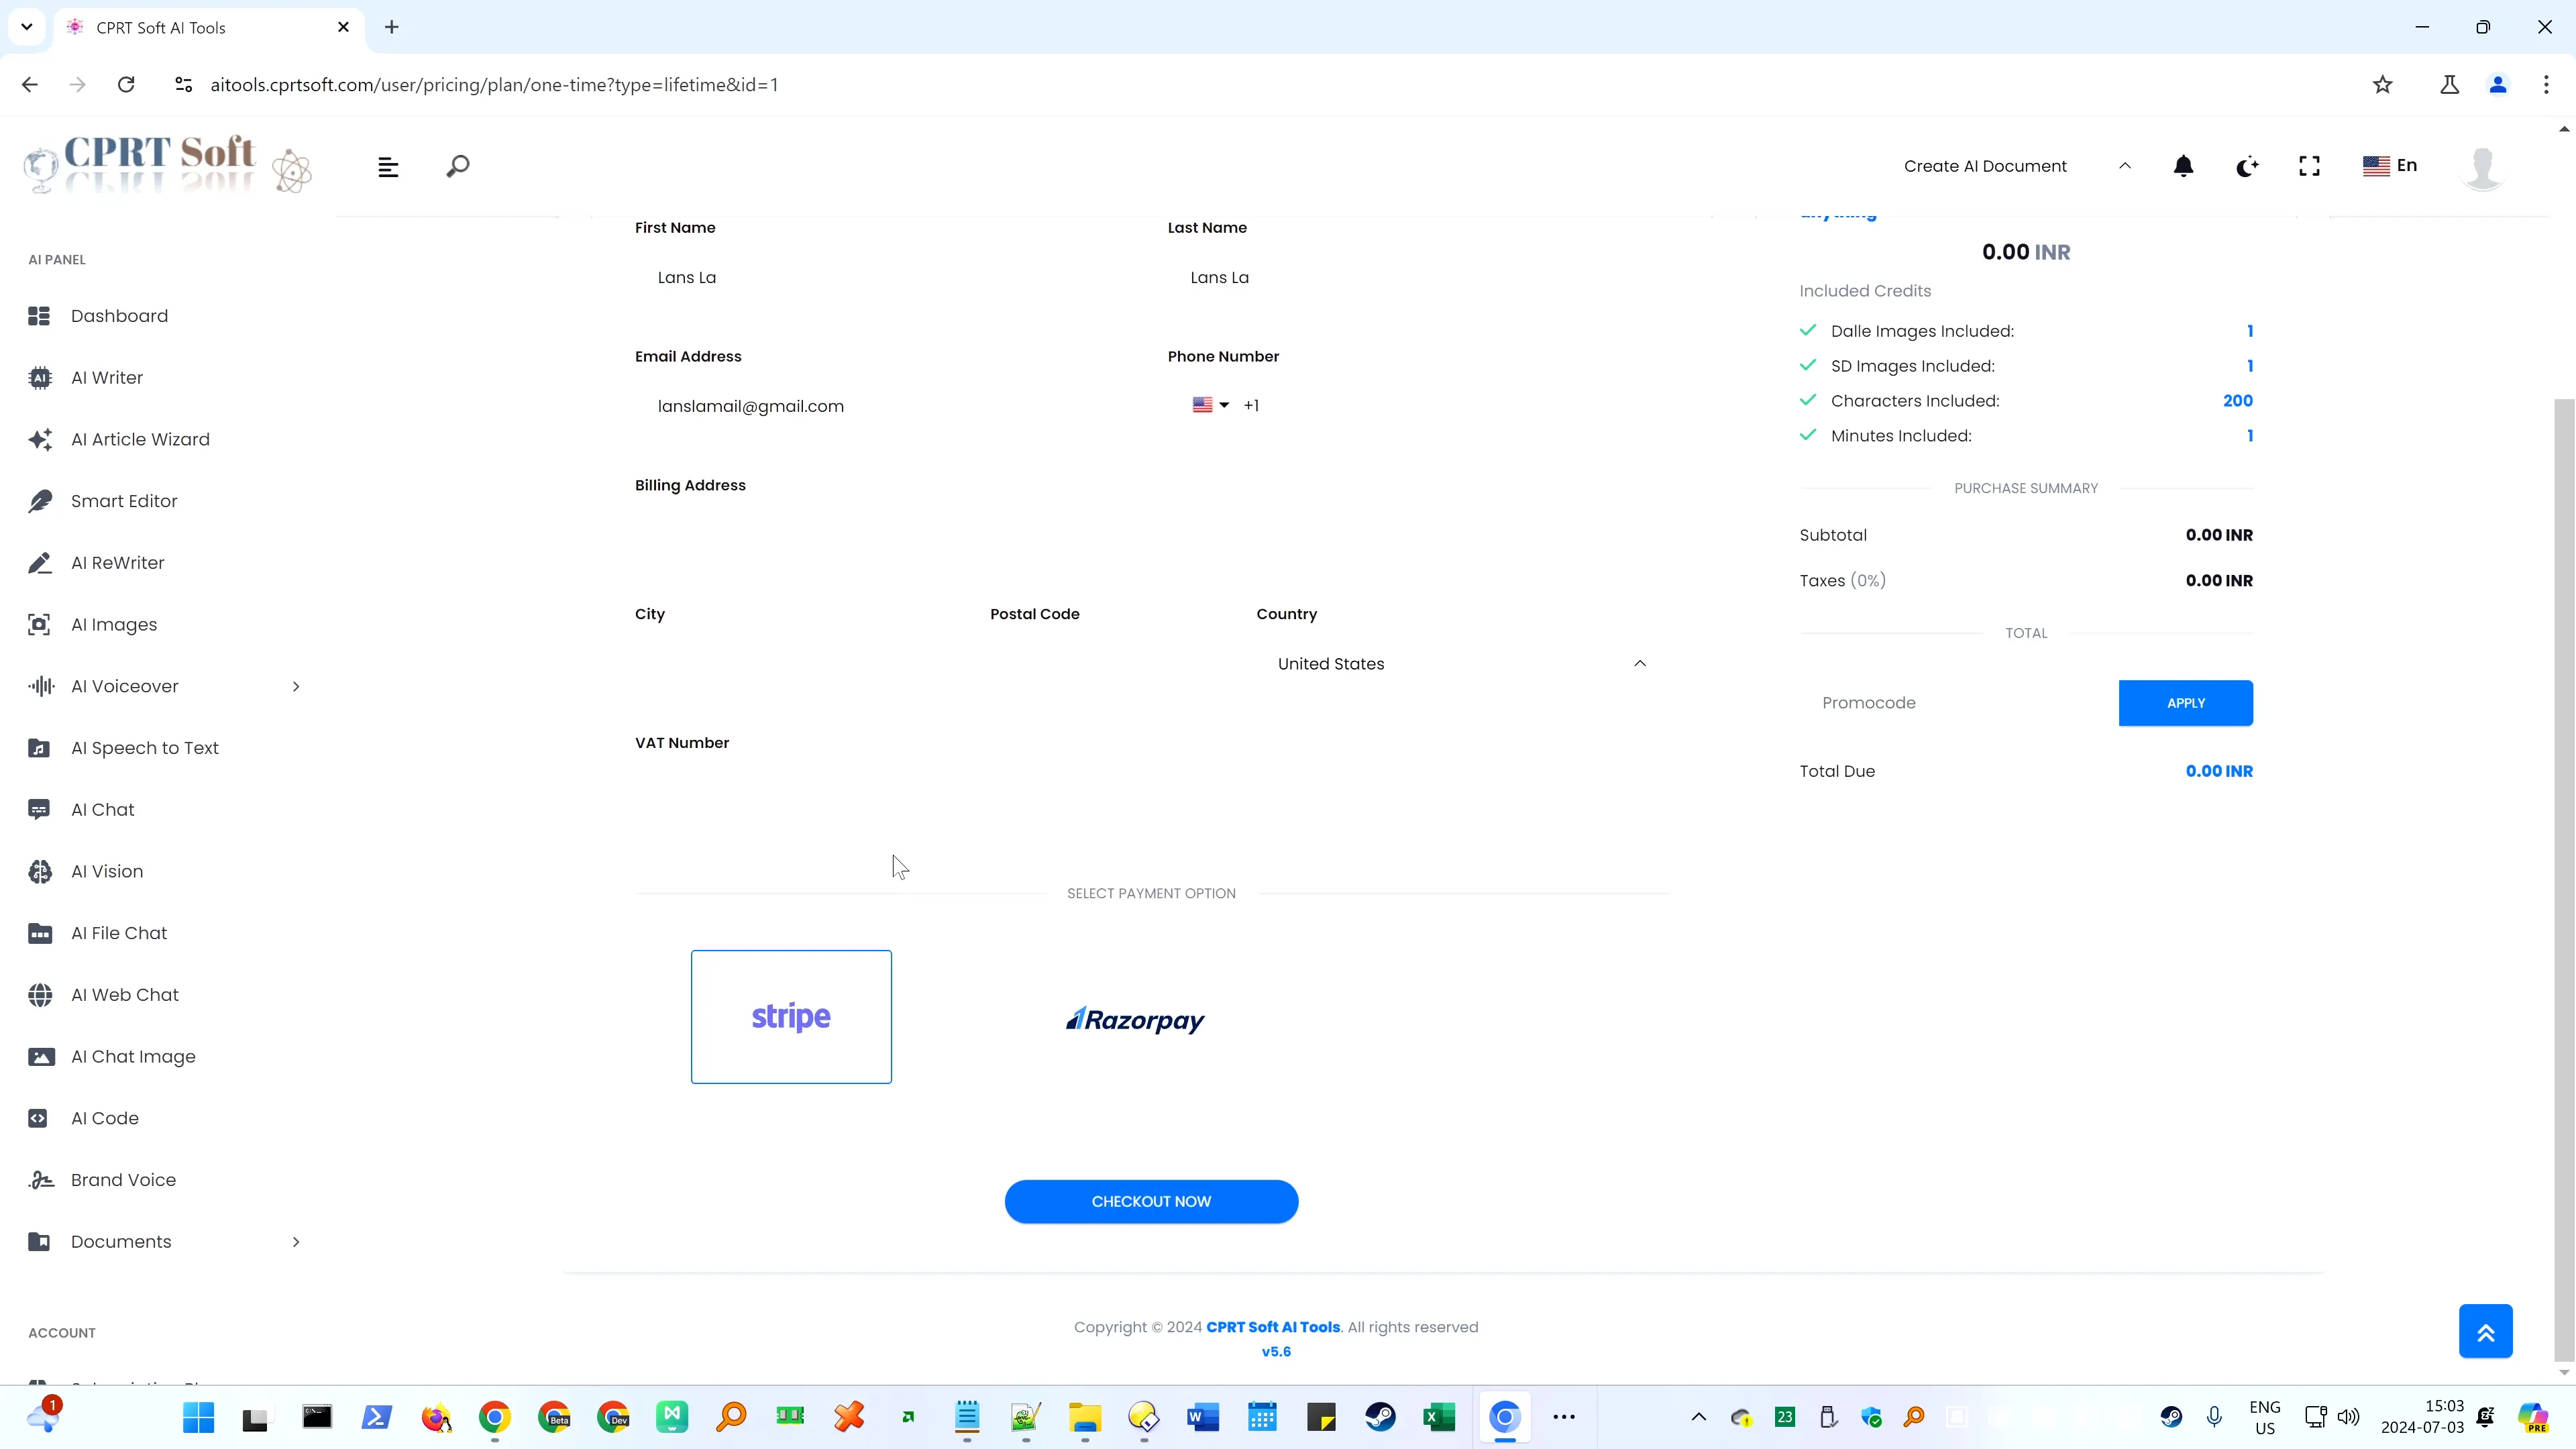 CPRT Soft AI Tools
aitools.cprtsoft.com/user/pricing/plan/one-time?type=lifetime&id=1
CPRT Soft
Create AI Document
En
AI PANEL
Dashboard
AI Writer
AI Article Wizard
Smart Editor
AI ReWriter
AI Images
AI Voiceover
AI Speech to Text
AI Chat
AI Vision
AI File Chat
AI Web Chat
AI Chat Image
AI Code
Brand Voice
Documents
ACCOUNT
First Name
Last Name
Lans La
Lans La
Email Address
Phone Number
lanslamail@gmail.com
+1
Billing Address
City
Postal Code
Country
United States
VAT Number
SELECT PAYMENT OPTION
stripe
Razorpay
CHECKOUT NOW
anything
0.00 INR
Included Credits
Dalle Images Included: 1
SD Images Included: 1
Characters Included: 200
Minutes Included: 1
PURCHASE SUMMARY
Subtotal 0.00 INR
Taxes (0%) 0.00 INR
TOTAL
Promocode
APPLY
Total Due 0.00 INR
Copyright © 2024 CPRT Soft AI Tools. All rights reserved
v5.6
1
Beta
Dev
23
ENG
US
15:03
2024-07-03
PRE